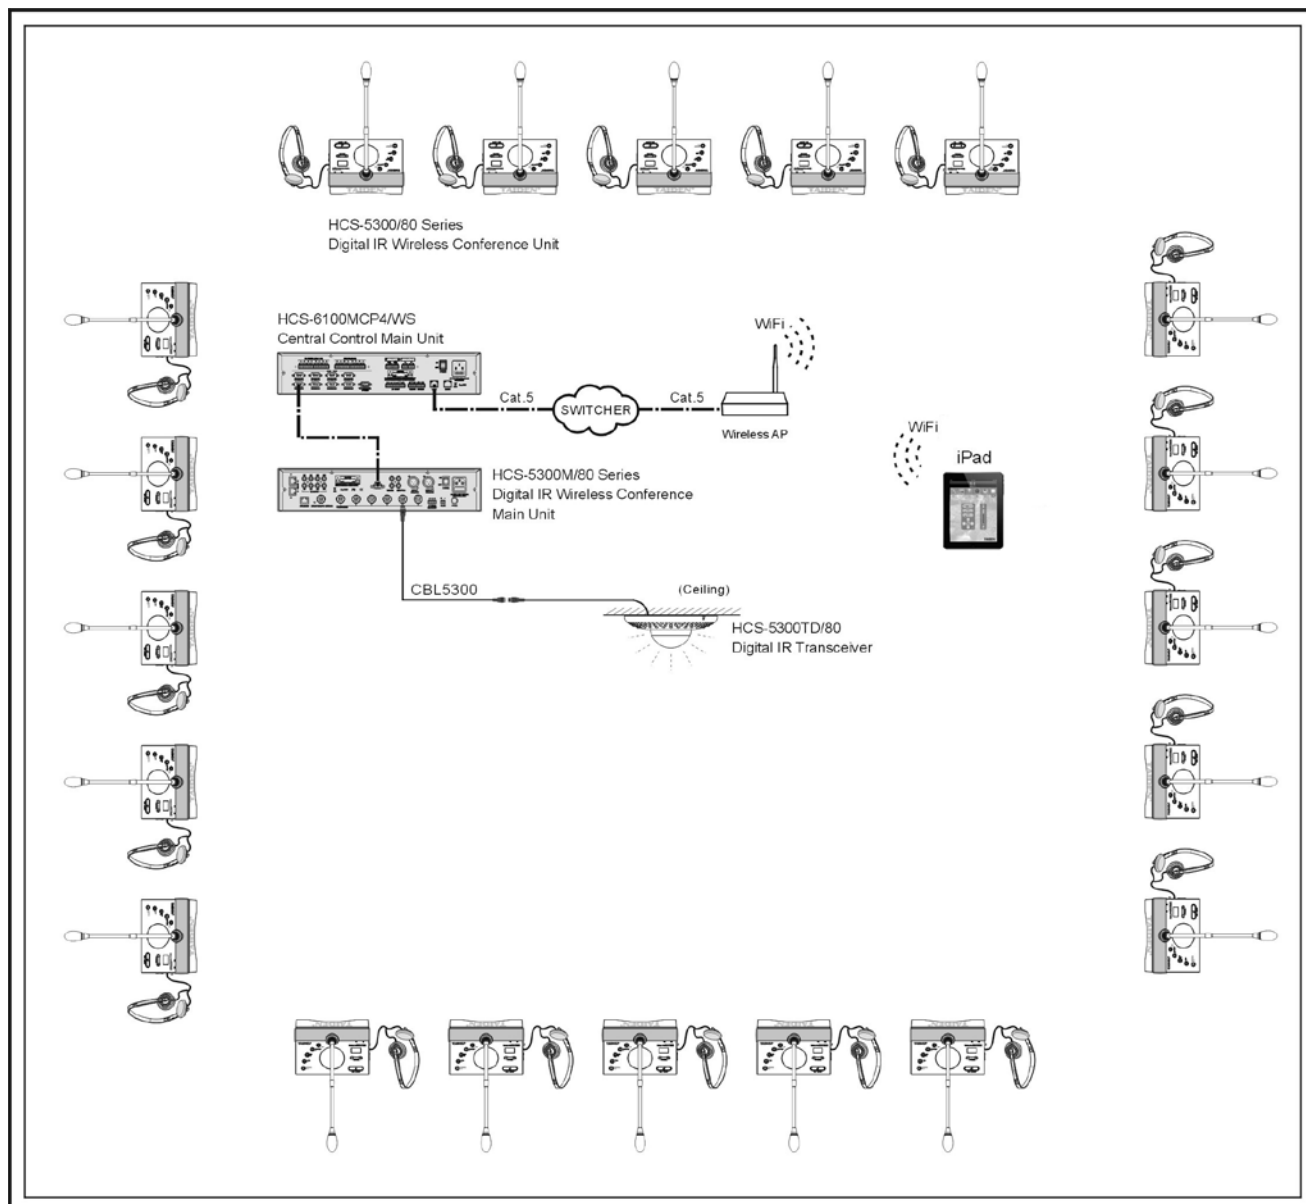 TAIDEN
HCS-5300/80 Series
Digital IR Wireless Conference Unit
HCS-6100MCP4/WS
Central Control Main Unit
WiFi
Cat.5
SWITCHER
Cat.5
Wireless AP
WiFi
iPad
HCS-5300M/80 Series
Digital IR Wireless Conference
Main Unit
CBL5300
(Ceiling)
HCS-5300TD/80
Digital IR Transceiver